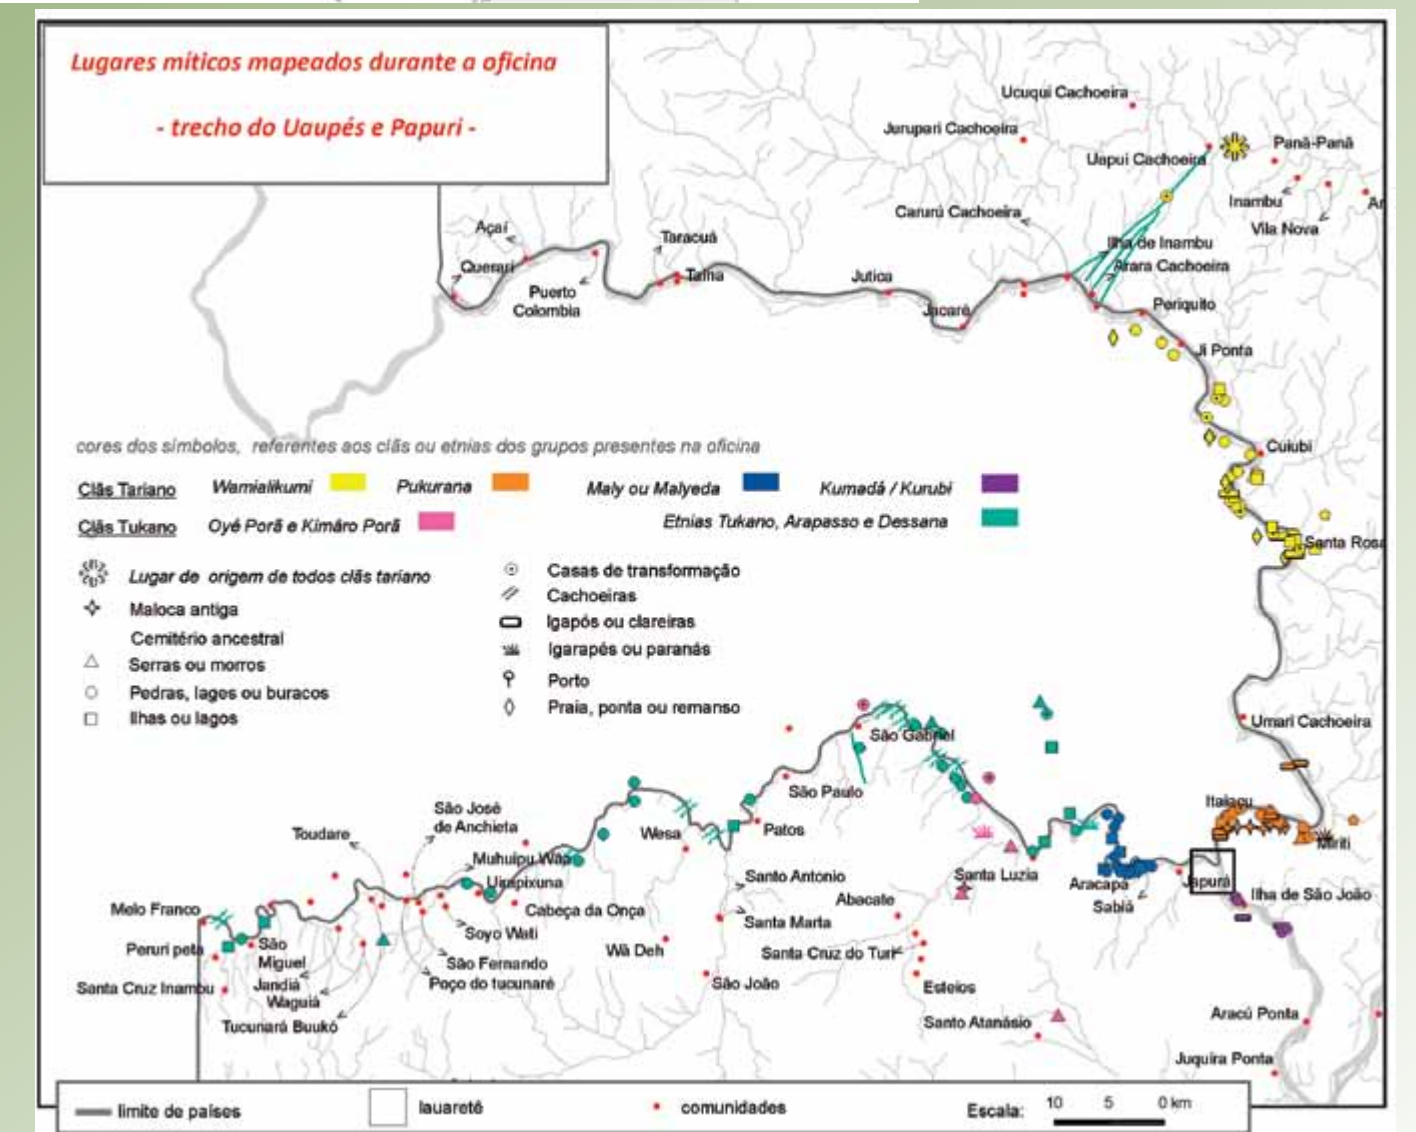 Lugares míticos mapeados durante a oficina
- trecho do Uaupés e Papuri -
Ucuqui Cachoeira
Jurupari Cachoeira
Uapui Cachoeira
Panã-Panã
Inambu
Vila Nova
Carurú Cachoeira
Ilha de Inambu
Arara Cachoeira
Periquito
Ji Ponta
Açaí
Querari
Puerto
Colombia
Taracuá
Taina
Jutica
Jacaré
Cuiubi
Santa Rosa
cores dos símbolos, referentes aos clãs ou etnias dos grupos presentes na oficina
Clãs Tariano
Wamialikumi
Pukurana
Maly ou Malyeda
Kumadá / Kurubi
Clãs Tukano
Oyé Porã e Kimâro Porã
Etnias Tukano, Arapasso e Dessana
Lugar de origem de todos clãs tariano
Maloca antiga
Cemitério ancestral
Serras ou morros
Pedras, lages ou buracos
Ilhas ou lagos
Casas de transformação
Cachoeiras
Igapós ou clareiras
Igarapés ou paranás
Porto
Praia, ponta ou remanso
Umari Cachoeira
São Gabriel
São Paulo
Patos
Wesa
São José
de Anchieta
Toudare
Muhuipu Wap
Uirapixuna
Cabeça da Onça
Melo Franco
Peruri peta
São
Miguel
Santa Cruz Inambu
Jandiá
Waguiá
Tucunaré Buukó
Soyo Wati
São Fernando
Poço do tucunaré
Wã Deh
Santo Antonio
Santa Marta
São João
Abacate
Santa Cruz do Turi
Esteios
Santo Atanásio
Santa Luzia
Aracapá
Sabiá
Japurá
Itaiaçu
Miriti
Ilha de São João
Aracú Ponta
Juquira Ponta
limite de países
Iauaretê
comunidades
Escala:
10 5 0 km